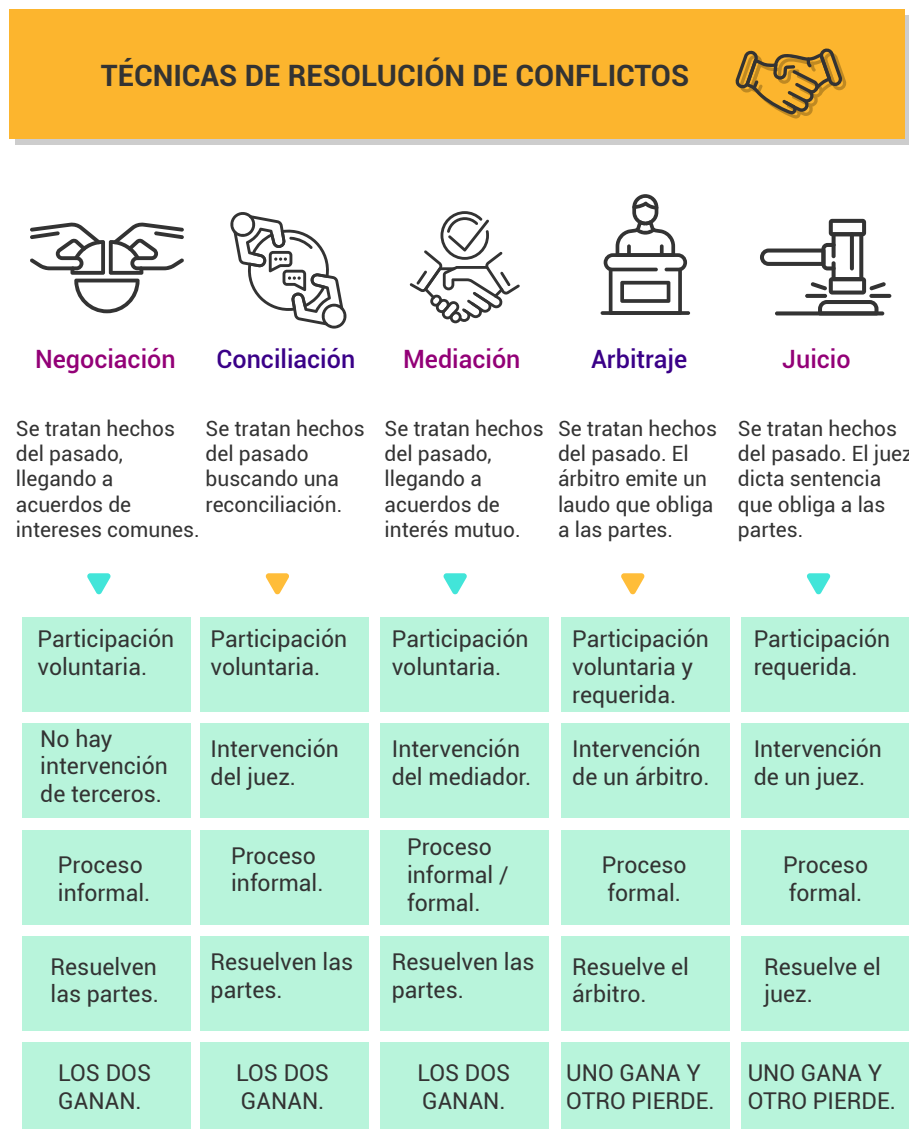 TÉCNICAS DE RESOLUCIÓN DE CONFLICTOS
Negociación
Conciliación
Mediación
Arbitraje
Juicio
Se tratan hechos
del pasado,
llegando a
acuerdos de
intereses comunes.
Se tratan hechos
del pasado
buscando una
reconciliación.
Se tratan hechos
del pasado,
llegando a
acuerdos de
interés mutuo.
Se tratan hechos
del pasado. El
árbitro emite un
laudo que obliga
a las partes.
Se tratan hechos
del pasado. El juez
dicta sentencia
que obliga a las
partes.
Participación
voluntaria.
Participación
voluntaria.
Participación
voluntaria.
Participación
voluntaria y
requerida.
Participación
requerida.
No hay
intervención
de terceros.
Intervención
del juez.
Intervención
del mediador.
Intervención
de un árbitro.
Intervención
de un juez.
Proceso
informal.
Proceso
informal.
Proceso
informal /
formal.
Proceso
formal.
Proceso
formal.
Resuelven
las partes.
Resuelven las
partes.
Resuelven las
partes.
Resuelve el
árbitro.
Resuelve el
juez.
LOS DOS
GANAN.
LOS DOS
GANAN.
LOS DOS
GANAN.
UNO GANA Y
OTRO PIERDE.
UNO GANA Y
OTRO PIERDE.